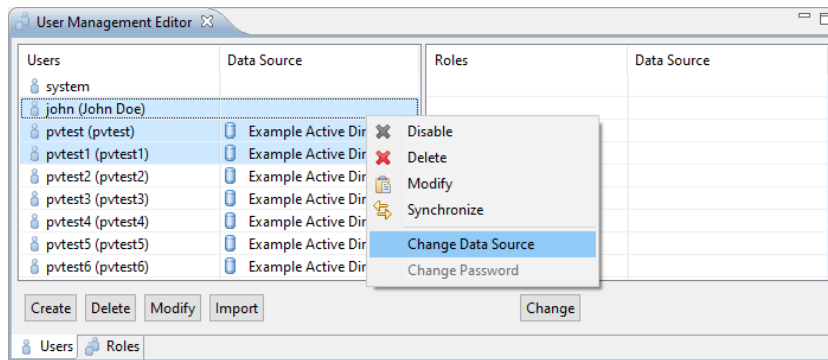 User Management Editor
Users Data Source Roles Data Source
system
john (John Doe)
pvtest (pvtest) Example Active Dir
pvtest1 (pvtest1) Example Active Dir
pvtest2 (pvtest2) Example Active Dir
pvtest3 (pvtest3) Example Active Dir
pvtest4 (pvtest4) Example Active Dir
pvtest5 (pvtest5) Example Active Dir
pvtest6 (pvtest6) Example Active Dir
Disable
Delete
Modify
Synchronize
Change Data Source
Change Password
Create Delete Modify Import Change
Users Roles